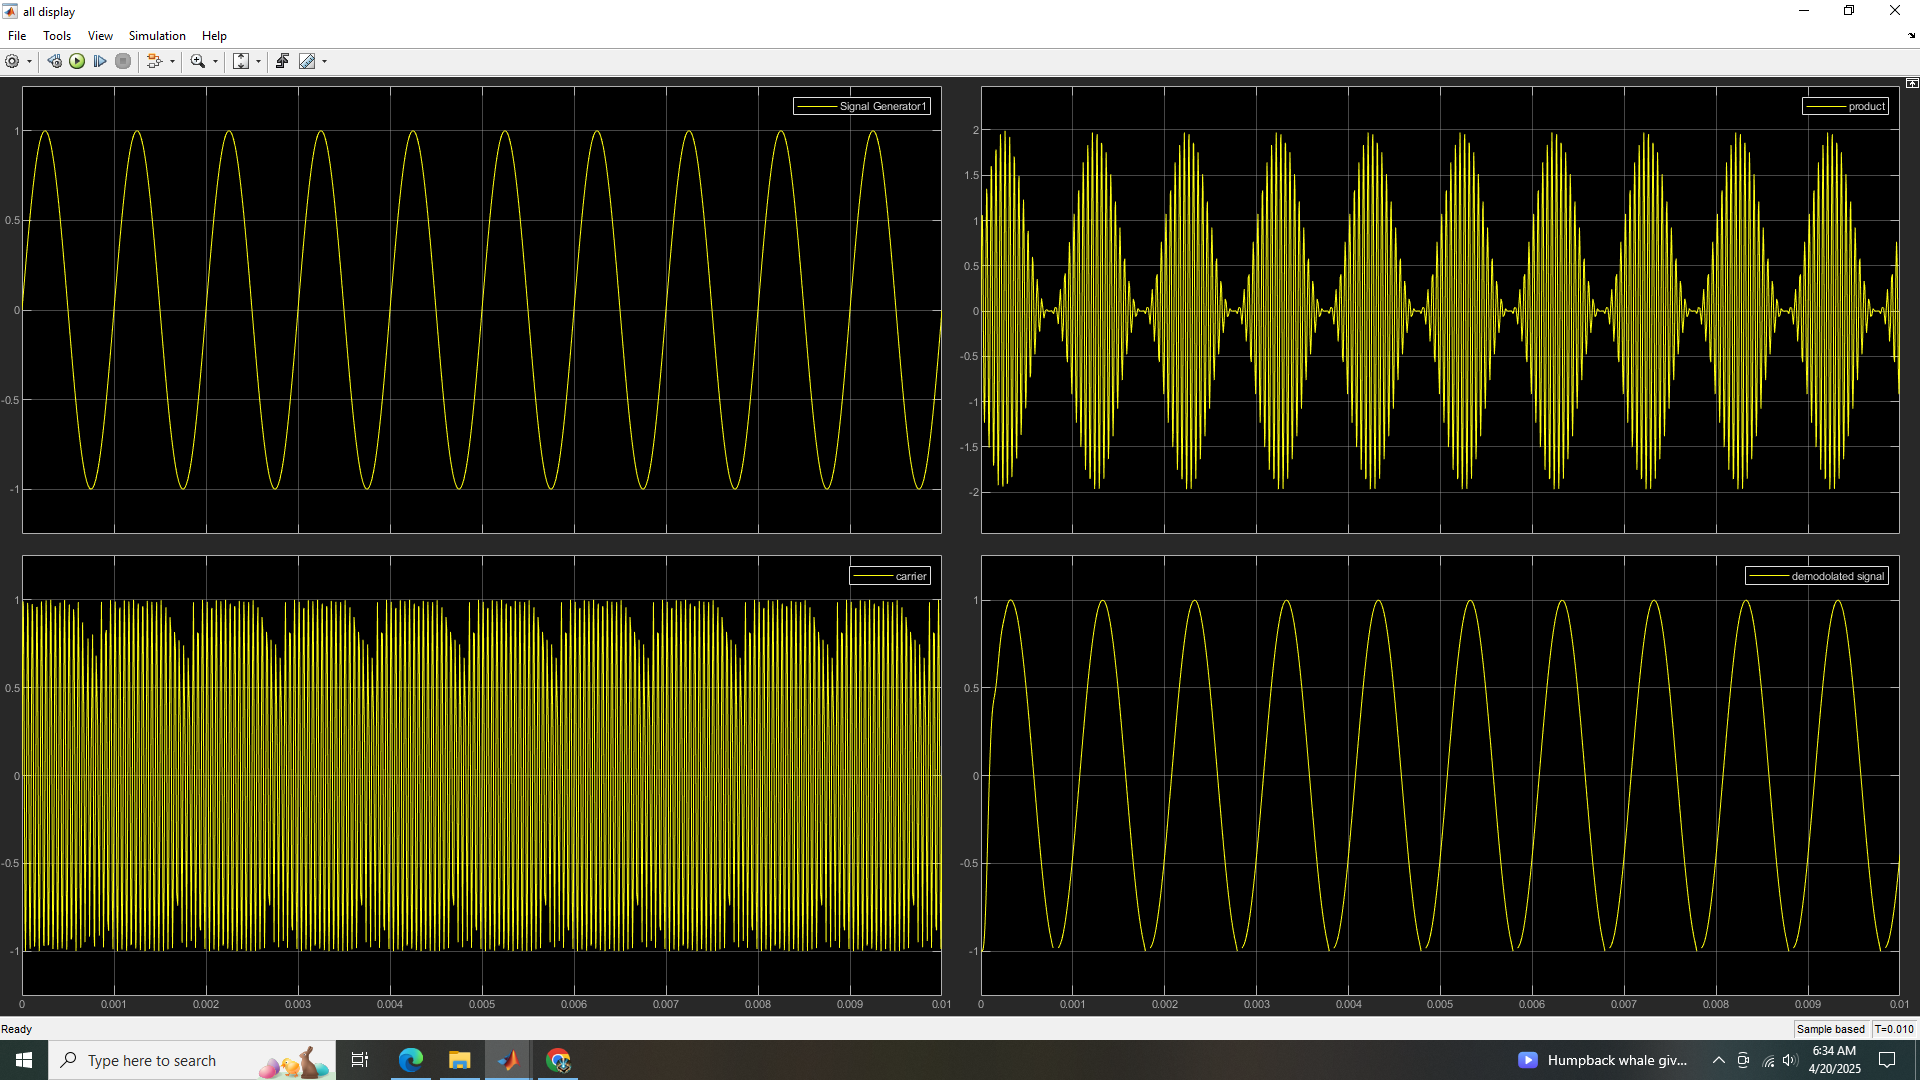 all display
File Tools View Simulation Help
Signal Generator1
1
0.5
0
-0.5
-1
product
2
1.5
1
0.5
0
-0.5
-1
-1.5
-2
carrier
1
0.5
0
-0.5
-1
0 0.001 0.002 0.003 0.004 0.005 0.006 0.007 0.008 0.009 0.01
demodolated signal
1
0.5
0
-0.5
-1
0 0.001 0.002 0.003 0.004 0.005 0.006 0.007 0.008 0.009 0.01
Ready
Sample based T=0.010
Type here to search
Humpback whale giv...
6:34 AM
4/20/2025